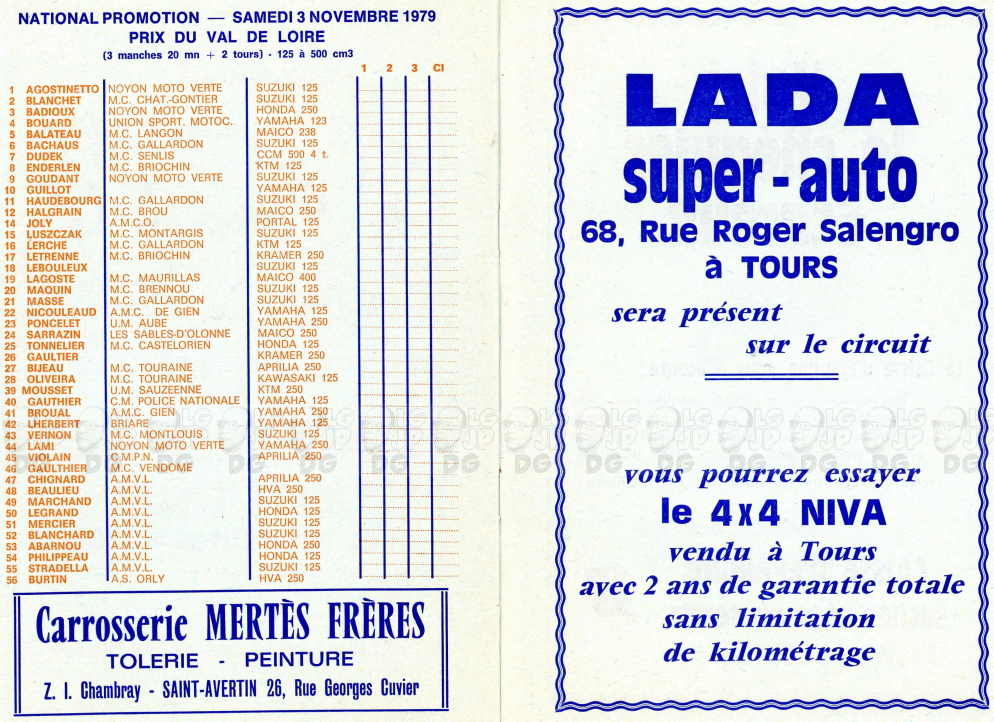 NATIONAL PROMOTION — SAMEDI 3 NOVEMBRE 1979
PRIX DU VAL DE LOIRE
(3 manches 20 mn + 2 tours) - 125 à 500 cm3
1 2 3 Cl
1 AGOSTINETTO NOYON MOTO VERTE SUZUKI 125
2 BLANCHET M.C. CHAT.-GONTIER SUZUKI 125
3 BADIOUX NOYON MOTO VERTE HONDA 250
4 BOUARD UNION SPORT. MOTOC. YAMAHA 123
5 BALATEAU M.C. LANGON MAICO 238
6 BACHAUS M.C. GALLARDON SUZUKI 125
7 DUDEK M.C. SENLIS CCM 500 4 t.
8 ENDERLEN M.C. BRIOCHIN KTM 125
9 GOUDANT NOYON MOTO VERTE SUZUKI 125
10 GUILLOT YAMAHA 125
11 HAUDEBOURG M.C. GALLARDON SUZUKI 125
12 HALGRAIN M.C. BROU MAICO 250
14 JOLY A.M.C.O. PORTAL 125
15 LUSZCZAK M.C. MONTARGIS SUZUKI 125
16 LERCHE M.C. GALLARDON KTM 125
17 LETRENNE M.C. BRIOCHIN KRAMER 250
18 LEBOULEUX SUZUKI 125
19 LAGOSTE M.C. MAURILLAS MAICO 400
20 MAQUIN M.C. BRENNOU SUZUKI 125
21 MASSE M.C. GALLARDON SUZUKI 125
22 NICOULEAUD A.M.C. DE GIEN YAMAHA 125
23 PONCELET U.M. AUBE YAMAHA 250
24 SARRAZIN LES SABLES-D'OLONNE MAICO 250
25 TONNELIER M.C. CASTELORIEN HONDA 125
26 GAULTIER KRAMER 250
27 BIJEAU M.C. TOURAINE APRILIA 250
28 OLIVEIRA M.C. TOURAINE KAWASAKI 125
39 MOUSSET U.M. SAUZEENNE KTM 250
40 GAUTHIER C.M. POLICE NATIONALE YAMAHA 125
41 BROUAL A.M.C. GIEN YAMAHA 250
42 LHERBERT BRIARE YAMAHA 125
43 VERNON M.C. MONTLOUIS SUZUKI 125
44 JAMI NOYON MOTO VERTE YAMAHA 250
45 VIOLAIN C.M.P.N. APRILIA 250
46 GAULTHIER M.C. VENDOME
47 CHIGNARD A.M.V.L. APRILIA 250
48 BEAULIEU A.M.V.L. HVA 250
49 MARCHAND A.M.V.L. SUZUKI 125
50 LEGRAND A.M.V.L. HONDA 125
51 MERCIER A.M.V.L. SUZUKI 125
52 BLANCHARD A.M.V.L. SUZUKI 125
53 ABARNOU A.M.V.L. HONDA 250
54 PHILIPPEAU A.M.V.L. HONDA 125
55 STRADELLA A.M.V.L. SUZUKI 125
56 BURTIN A.S. ORLY HVA 250
Carrosserie MERTÈS FRÈRES
TOLERIE - PEINTURE
Z. I. Chambray - SAINT-AVERTIN 26, Rue Georges Cuvier
LADA
super-auto
68, Rue Roger Salengro
à TOURS
sera présent
sur le circuit
vous pourrez essayer
le 4x4 NIVA
vendu à Tours
avec 2 ans de garantie totale
sans limitation
de kilométrage